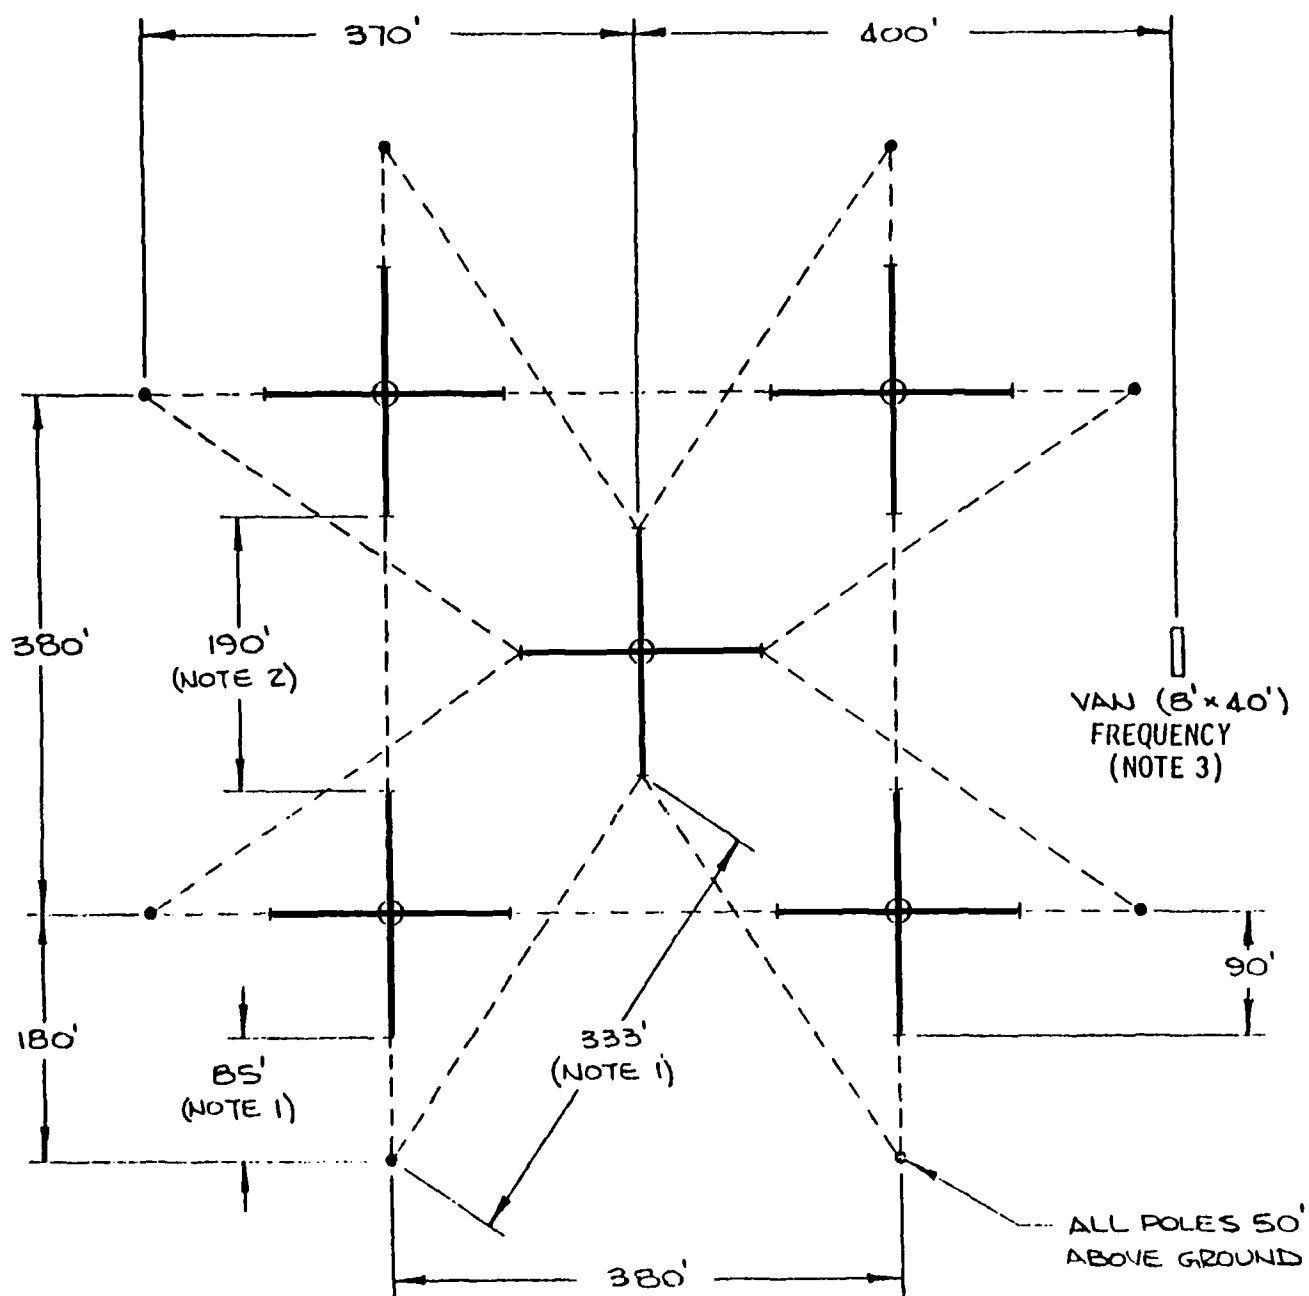 370'
400'
380'
190'
(NOTE 2)
VAN (8'×40')
FREQUENCY
(NOTE 3)
90'
180'
85'
(NOTE 1)
333'
(NOTE 1)
ALL POLES 50'
ABOVE GROUND
380'